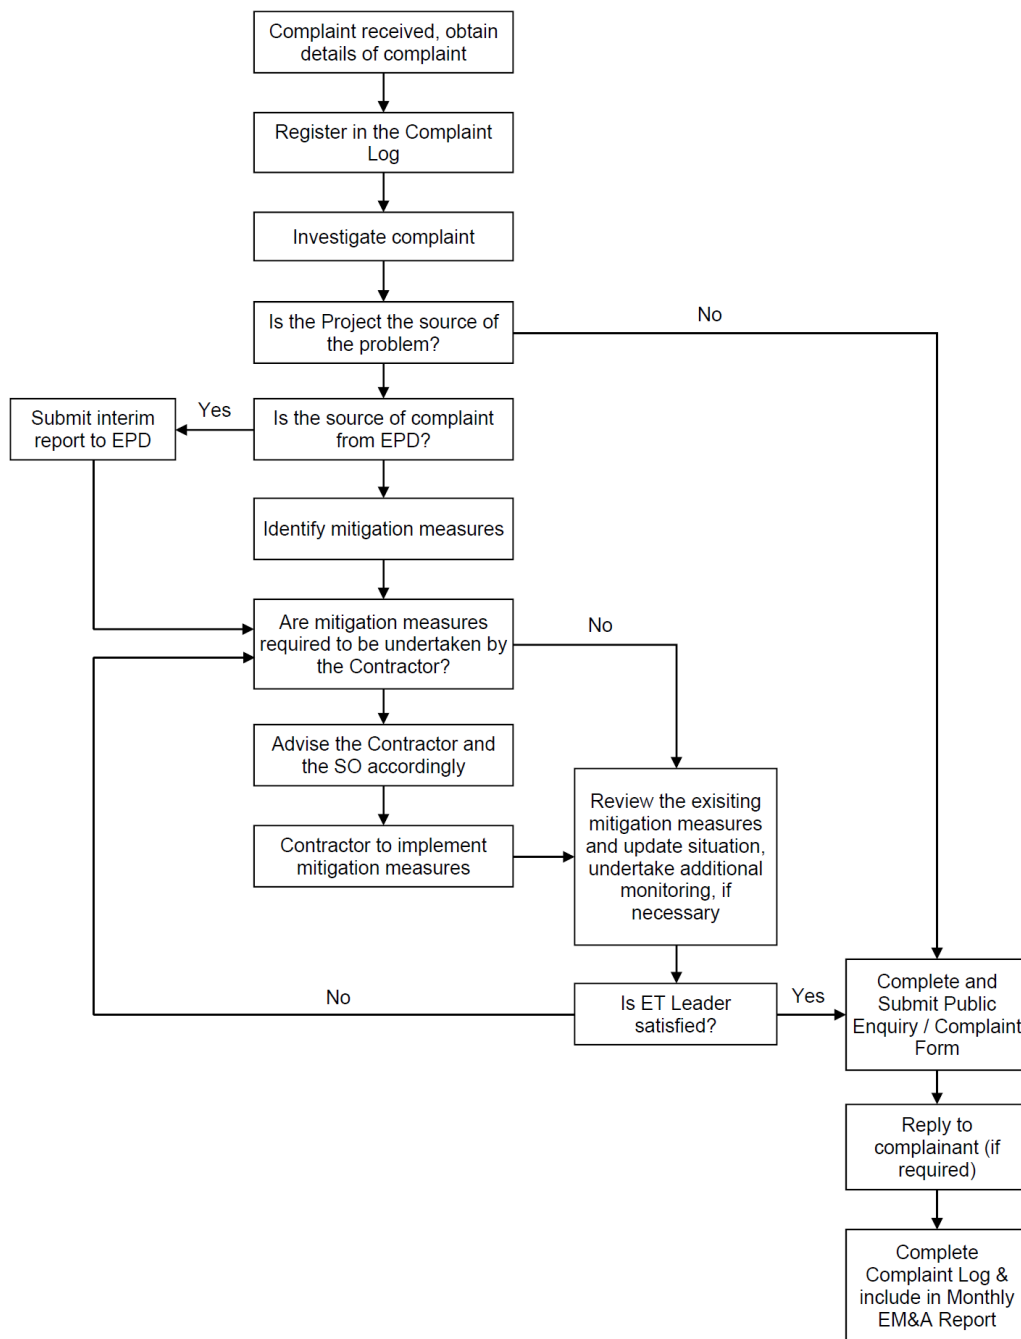 Complaint received, obtain
details of complaint
Register in the Complaint
Log
Investigate complaint
Is the Project the source of
the problem?
No
Submit interim
report to EPD
Yes
Is the source of complaint
from EPD?
Identify mitigation measures
Are mitigation measures
required to be undertaken by
the Contractor?
No
Advise the Contractor and
the SO accordingly
Contractor to implement
mitigation measures
Review the exisiting
mitigation measures
and update situation,
undertake additional
monitoring, if
necessary
No
Is ET Leader
satisfied?
Yes
Complete and
Submit Public
Enquiry / Complaint
Form
Reply to
complainant (if
required)
Complete
Complaint Log &
include in Monthly
EM&A Report